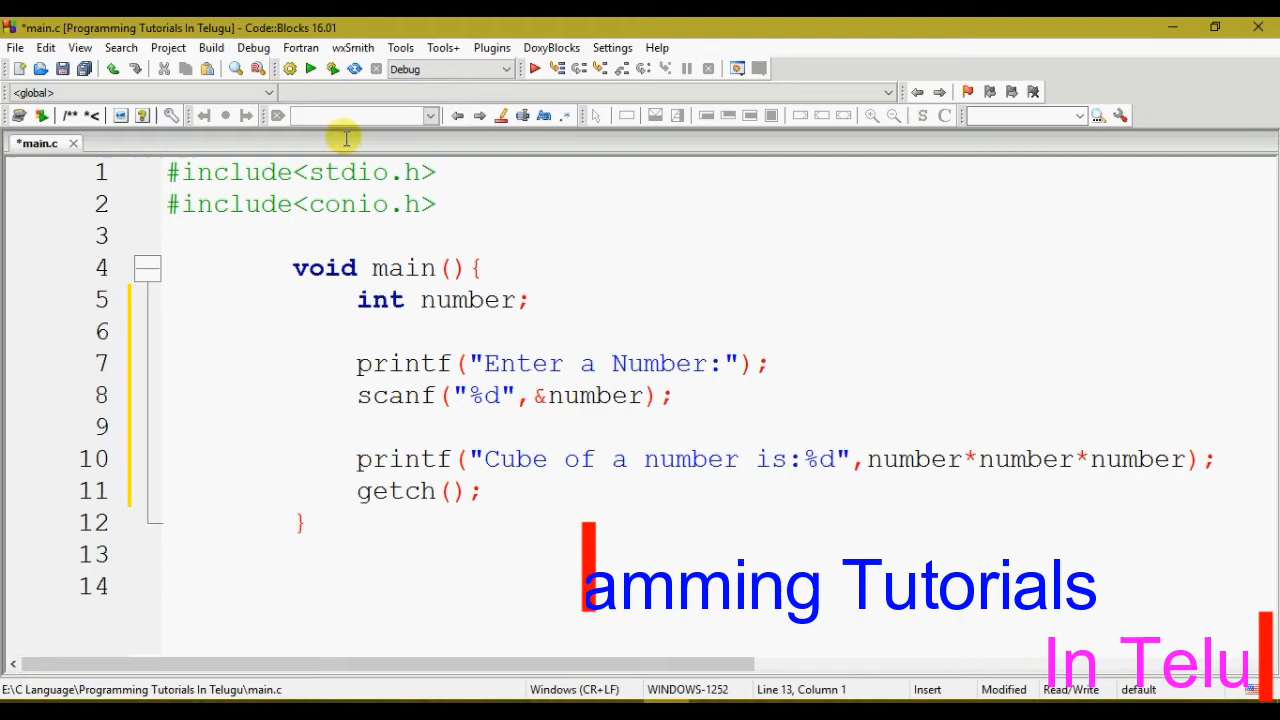 *main.c [Programming Tutorials In Telugu] - Code::Blocks 16.01
File Edit View Search Project Build Debug Fortran wxSmith Tools Tools+ Plugins DoxyBlocks Settings Help
Debug
<global>
/** *<
Aa .*
S C
*main.c
1 #include<stdio.h>
2 #include<conio.h>
3
4 void main(){
5 int number;
6
7 printf("Enter a Number:");
8 scanf("%d",&number);
9
10 printf("Cube of a number is:%d",number*number*number);
11 getch();
12 }
13
14
amming Tutorials
In Telu
E:\C Language\Programming Tutorials In Telugu\main.c Windows (CR+LF) WINDOWS-1252 Line 13, Column 1 Insert Modified Read/Write default